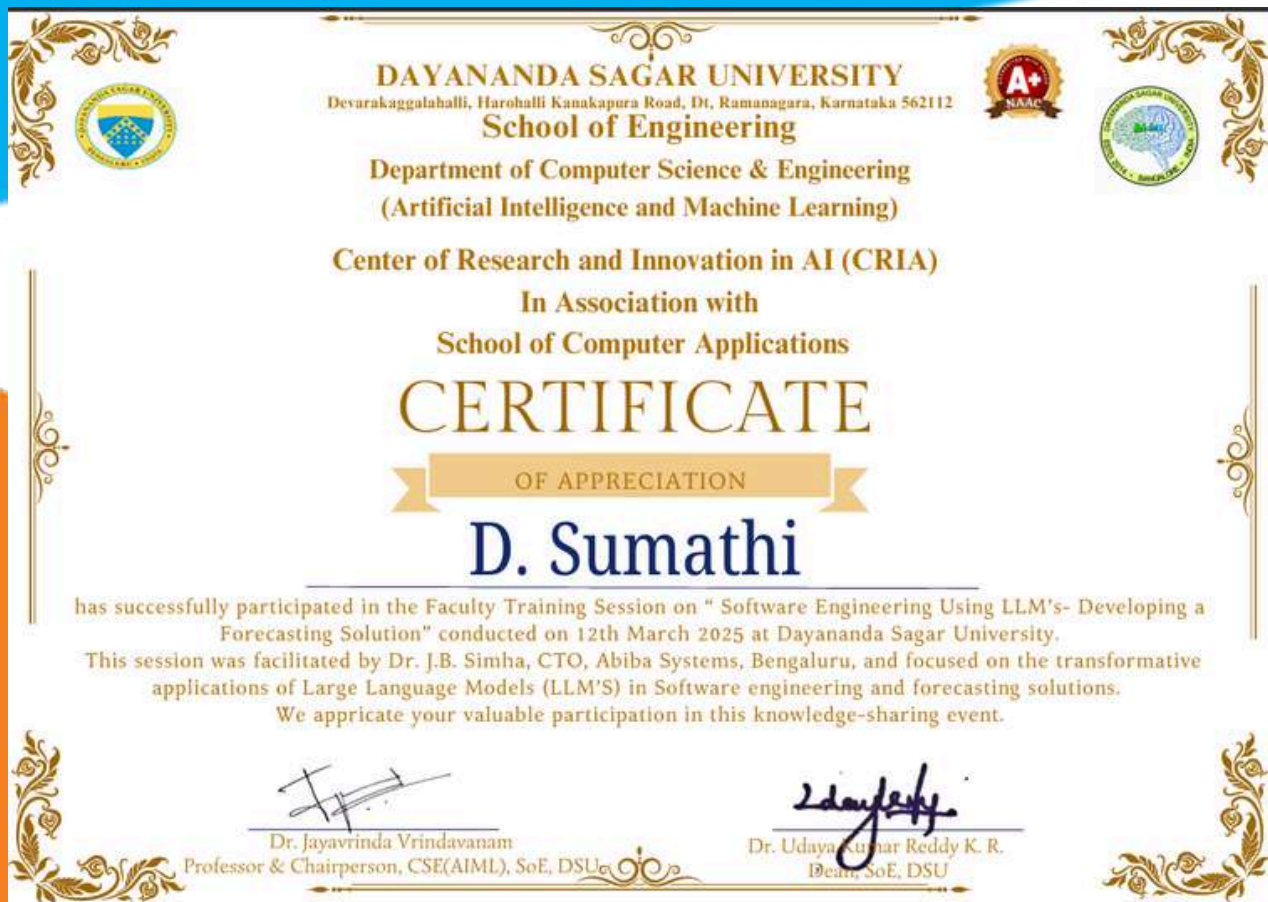 DAYANANDA SAGAR UNIVERSITY
Devarakaggalahalli, Harohalli Kanakapura Road, Dt, Ramanagara, Karnataka 562112
School of Engineering
Department of Computer Science & Engineering
(Artificial Intelligence and Machine Learning)
Center of Research and Innovation in AI (CRIA)
In Association with
School of Computer Applications
A+
NAAC
DAYANANDA SAGAR UNIVERSITY
BANGALORE
CERTIFICATE
OF APPRECIATION
D. Sumathi
has successfully participated in the Faculty Training Session on “ Software Engineering Using LLM's- Developing a
Forecasting Solution” conducted on 12th March 2025 at Dayananda Sagar University.
This session was facilitated by Dr. J.B. Simha, CTO, Abiba Systems, Bengaluru, and focused on the transformative
applications of Large Language Models (LLM'S) in Software engineering and forecasting solutions.
We appricate your valuable participation in this knowledge-sharing event.
Dr. Jayavrinda Vrindavanam
Professor & Chairperson, CSE(AIML), SoE, DSU
Dr. Udaya Kumar Reddy K. R.
Dean, SoE, DSU